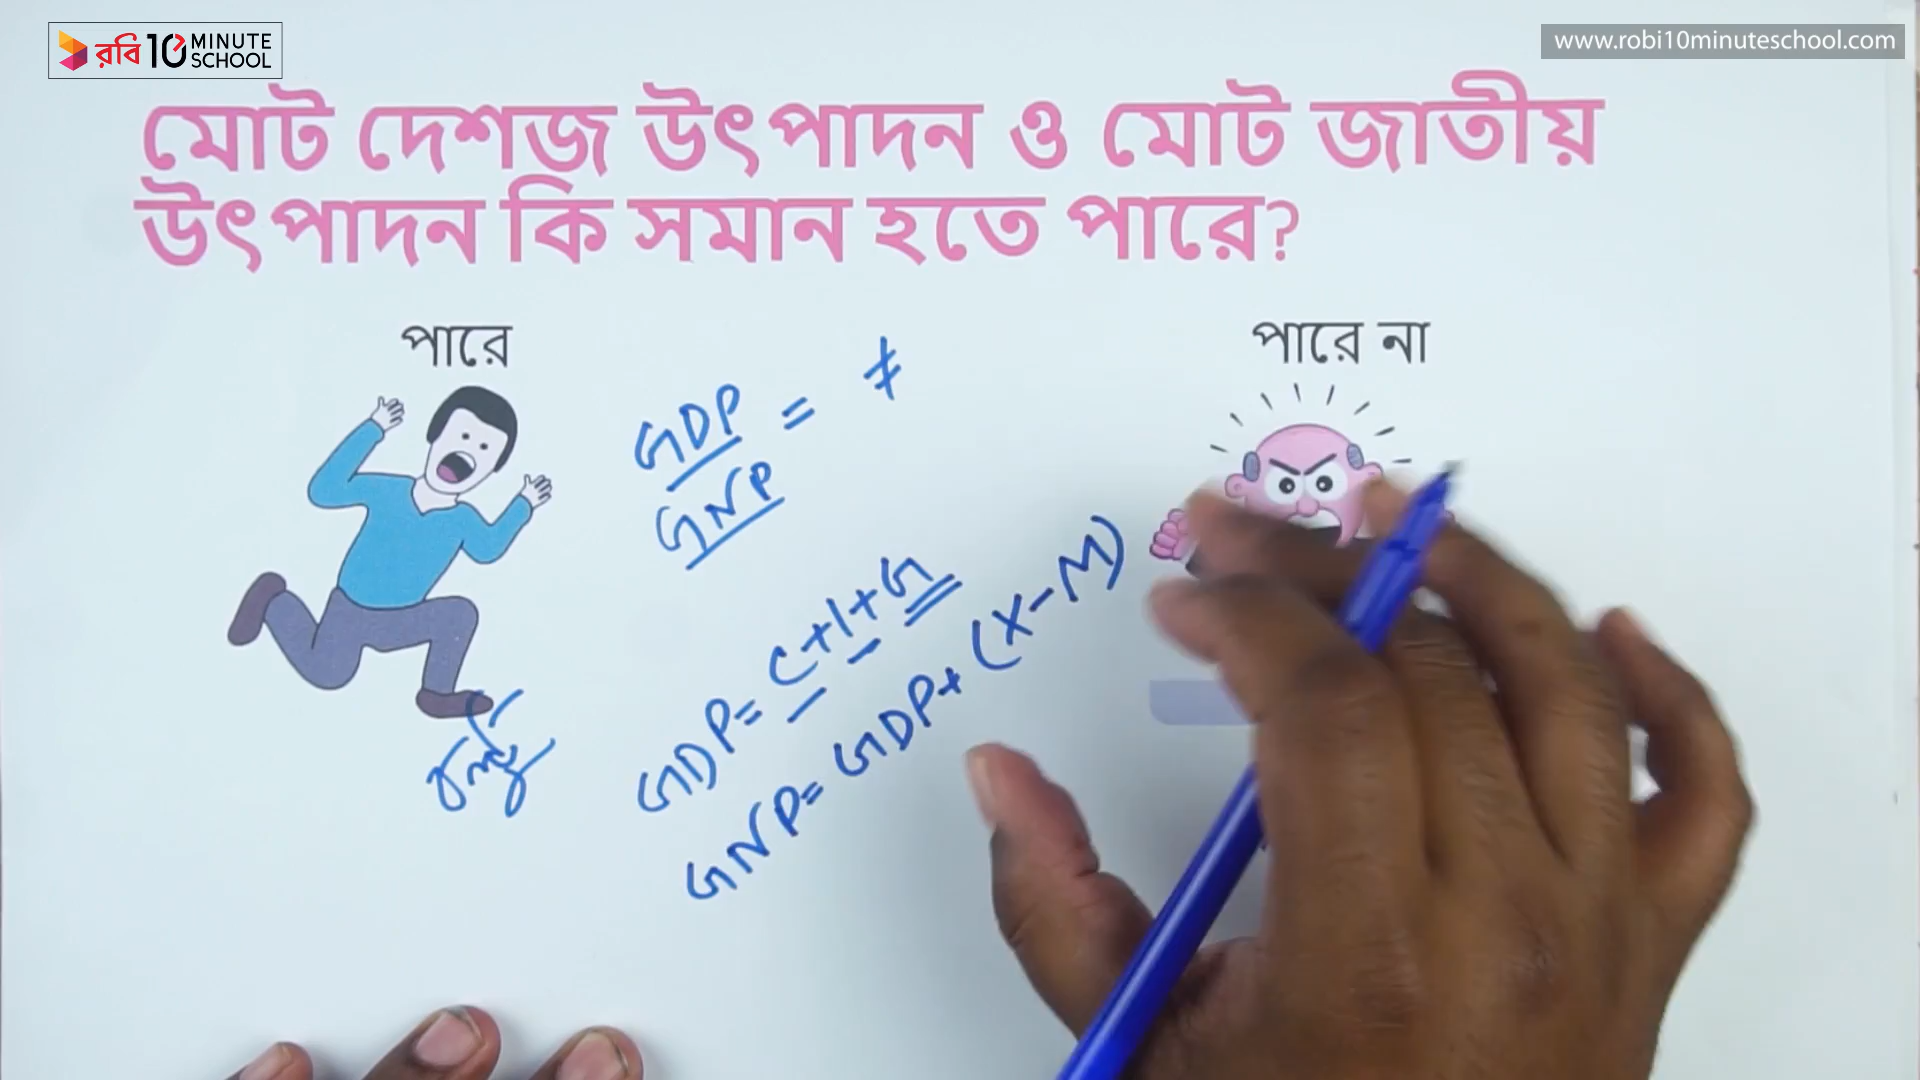 রবি 10 MINUTE SCHOOL
www.robi10minuteschool.com
মোট দেশজ উৎপাদন ও মোট জাতীয়
উৎপাদন কি সমান হতে পারে?
পারে
পারে না
GDP = ≠
GNP
GDP = C+I+G
GNP = GDP+ (X-M)